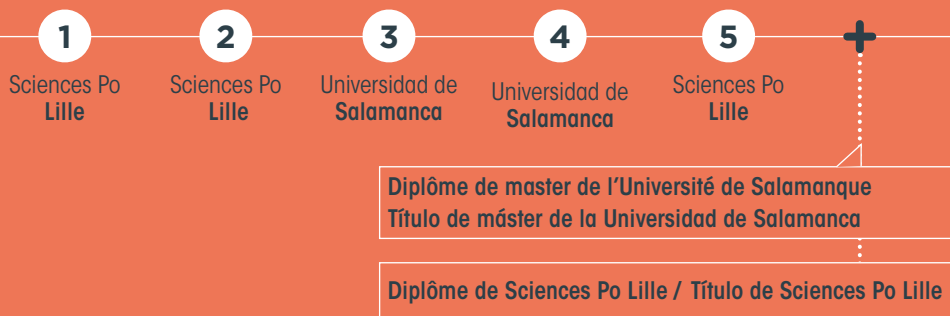 1 2 3 4 5 +
Sciences Po Sciences Po Universidad de Universidad de Sciences Po
Lille Lille Salamanca Salamanca Lille
Diplôme de master de l'Université de Salamanque
Título de máster de la Universidad de Salamanca
Diplôme de Sciences Po Lille / Título de Sciences Po Lille